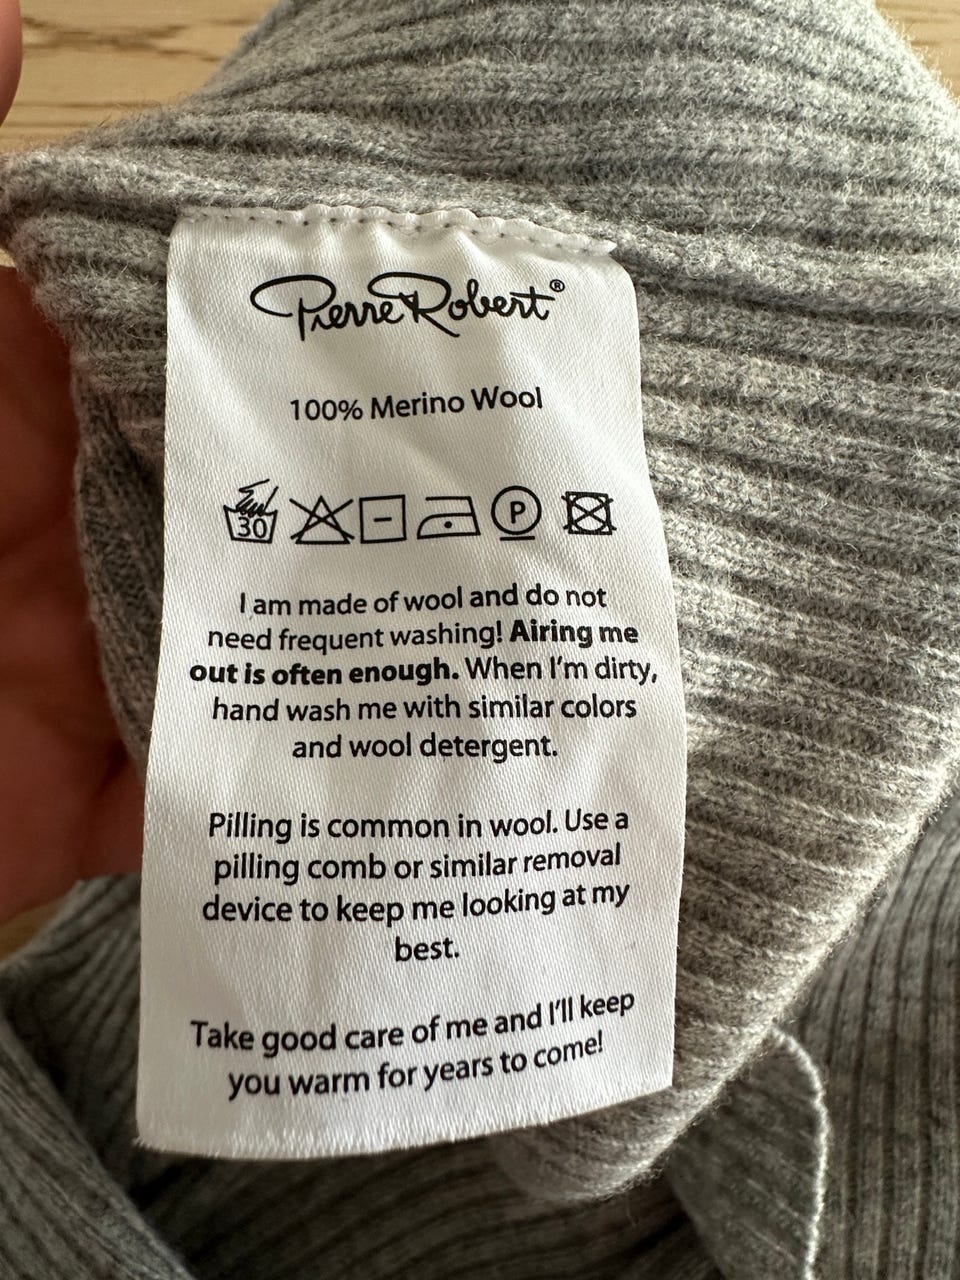 Pierre Robert®
100% Merino Wool
30 P
I am made of wool and do not
need frequent washing! Airing me
out is often enough. When I'm dirty,
hand wash me with similar colors
and wool detergent.
Pilling is common in wool. Use a
pilling comb or similar removal
device to keep me looking at my
best.
Take good care of me and I'll keep
you warm for years to come!